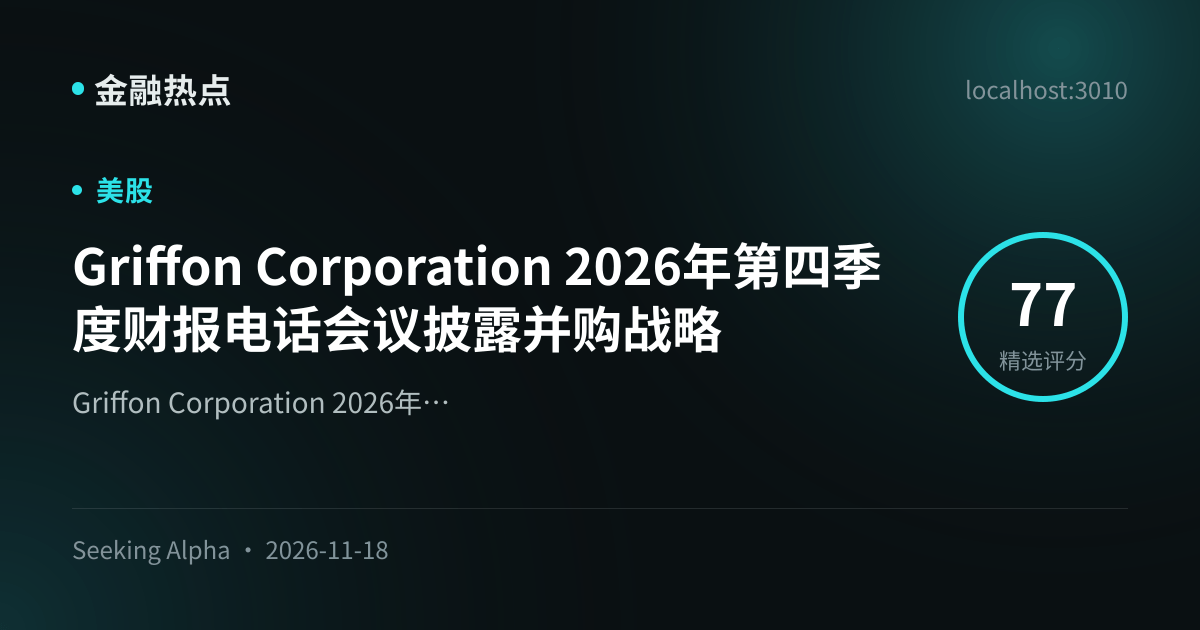 金融热点
localhost:3010
美股
Griffon Corporation 2026年第四季
度财报电话会议披露并购战略
77
精选评分
Griffon Corporation 2026年…
Seeking Alpha · 2026-11-18